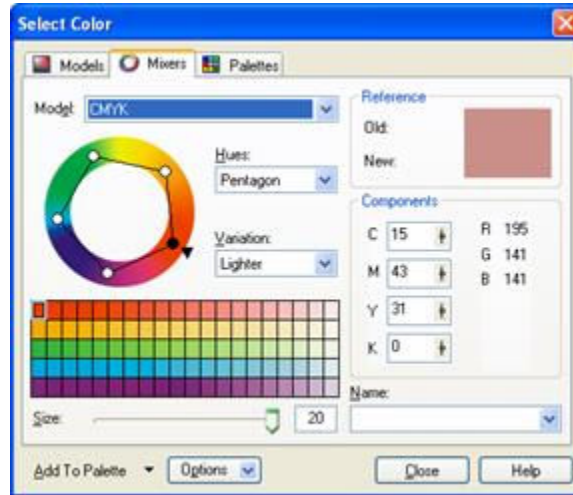 Select Color
Models Mixers Palettes
Model: CMYK
Hues:
Pentagon
Variation:
Lighter
Size: 20
Reference
Old:
New:
Components
C 15 R 195
M 43 G 141
Y 31 B 141
K 0
Name:
Add To Palette Options Close Help